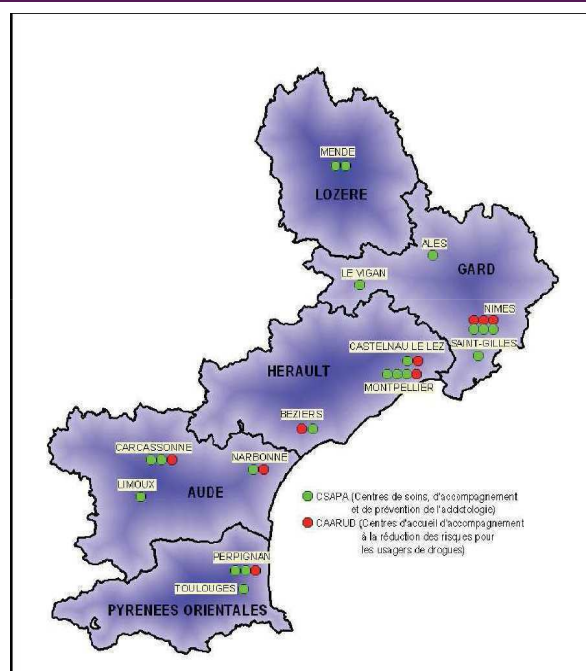 MENDE
LOZERE
ALES
LE VIGAN
GARD
NIMES
SAINT-GILLES
CASTELNAU LE LEZ
HERAULT
MONTPELLIER
BEZIERS
CARCASSONNE
NARBONNE
LIMOUX
AUDE
CSAPA (Centres de soins, d'accompagnement
et de prévention de l'addictologie)
CAARUD (Centres d'accueil d'accompagnement
à la réduction des risques pour
les usagers de drogues)
PERPIGNAN
TOULOUGES
PYRENEES ORIENTALES